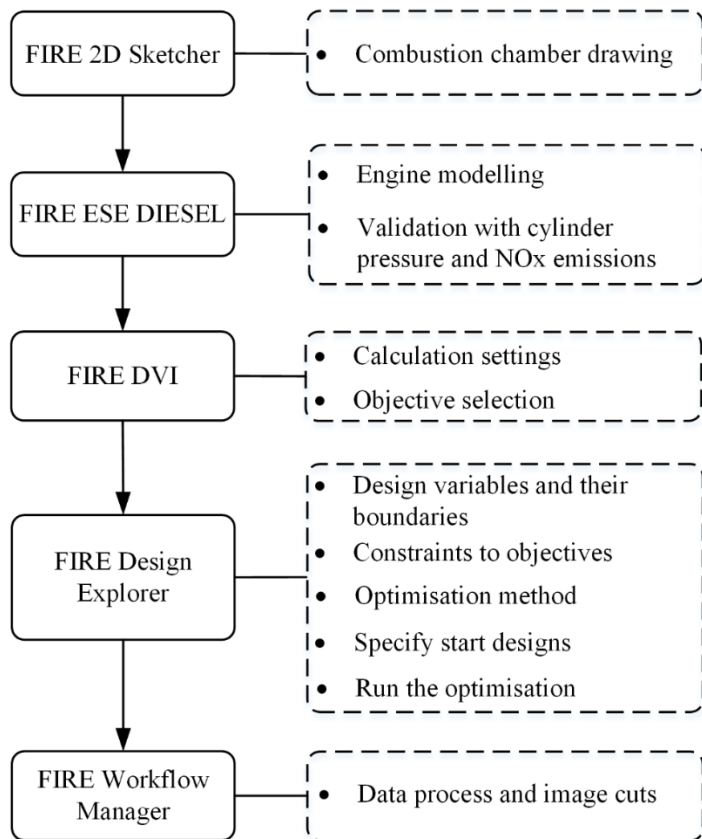 FIRE 2D Sketcher
• Combustion chamber drawing
FIRE ESE DIESEL
• Engine modelling
• Validation with cylinder
pressure and NOx emissions
FIRE DVI
• Calculation settings
• Objective selection
FIRE Design
Explorer
• Design variables and their
boundaries
• Constraints to objectives
• Optimisation method
• Specify start designs
• Run the optimisation
FIRE Workflow
Manager
• Data process and image cuts